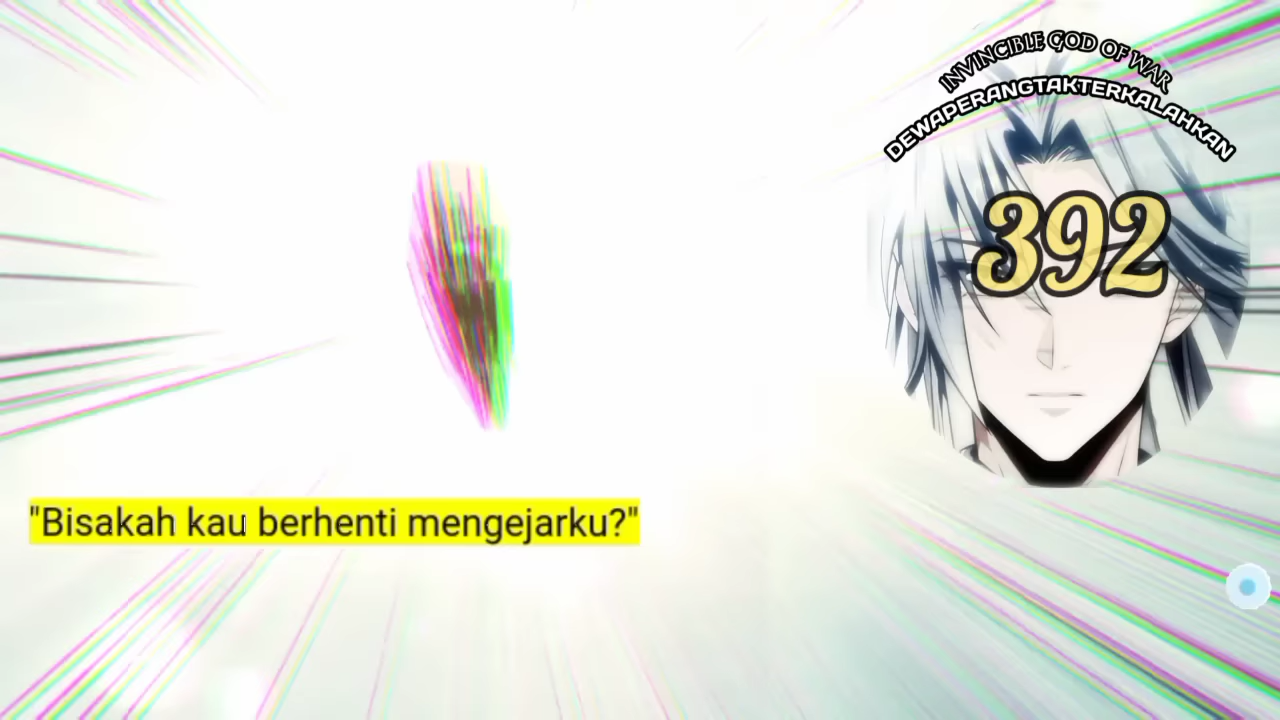 INVINCIBLE GOD OF WAR
DEWAPERANGTAKTERKALAHKAN
392
"Bisakah kau berhenti mengejarku?"